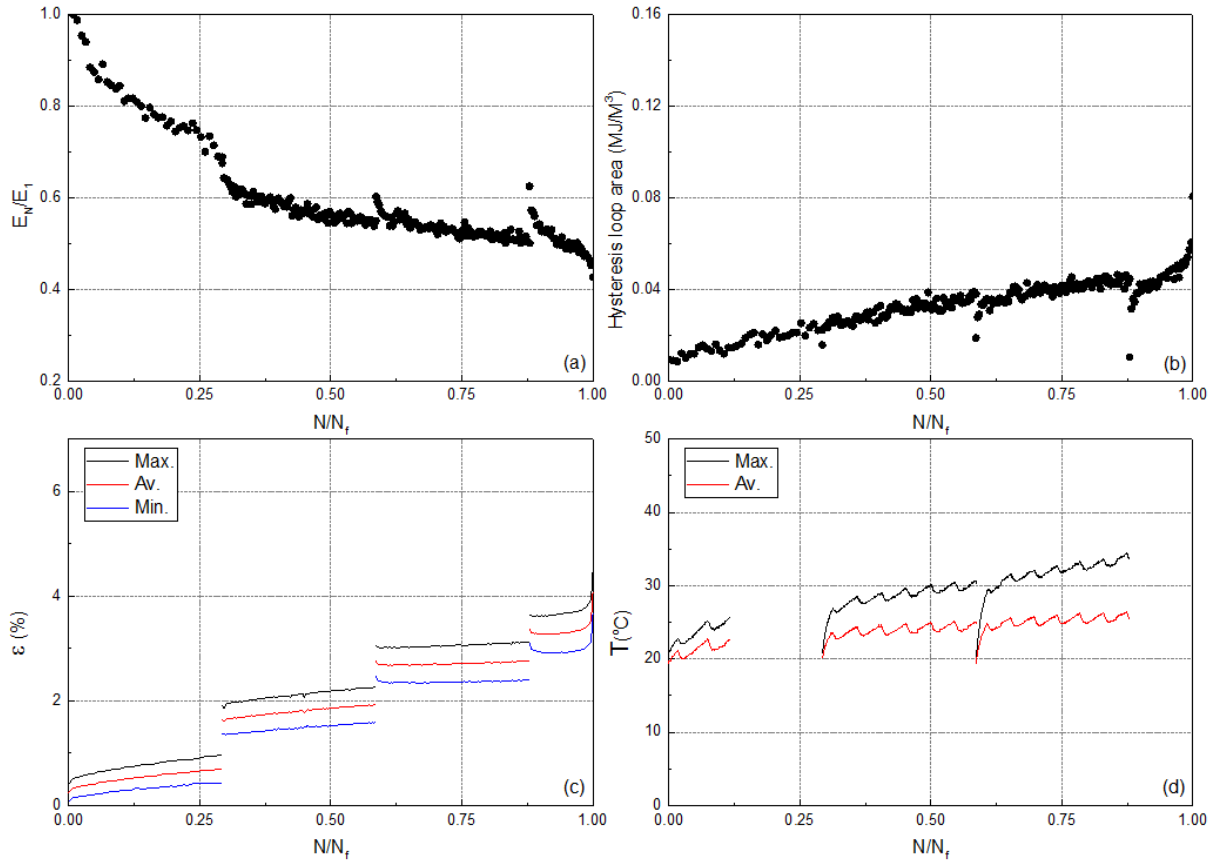 1.0
0.8
0.6
0.4
0.2
E_N/E_1
0.00 0.25 0.50 0.75 1.00
N/N_f
(a)
0.16
0.12
0.08
0.04
0.00
Hysteresis loop area (MJ/M³)
0.00 0.25 0.50 0.75 1.00
N/N_f
(b)
Max.
Av.
Min.
6
4
2
0
ε (%)
0.00 0.25 0.50 0.75 1.00
N/N_f
(c)
Max.
Av.
50
40
30
20
10
0
T(°C)
0.00 0.25 0.50 0.75 1.00
N/N_f
(d)